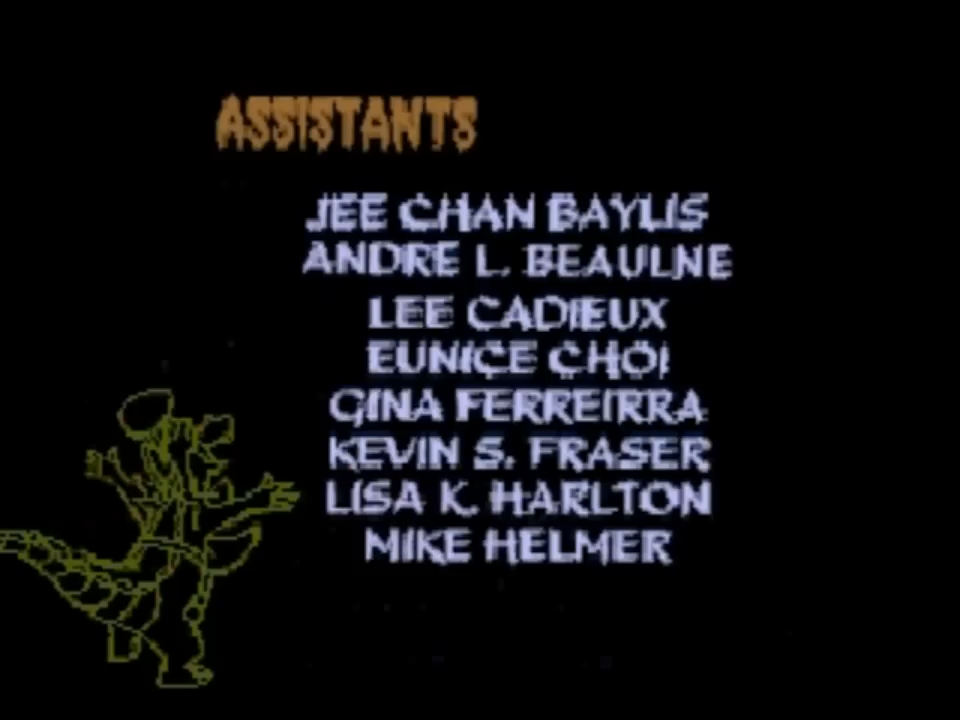 ASSISTANTS
JEE CHAN BAYLIS
ANDRE L. BEAULNE
LEE CADIEUX
EUNICE CHOI
GINA FERREIRRA
KEVIN S. FRASER
LISA K. HARLTON
MIKE HELMER